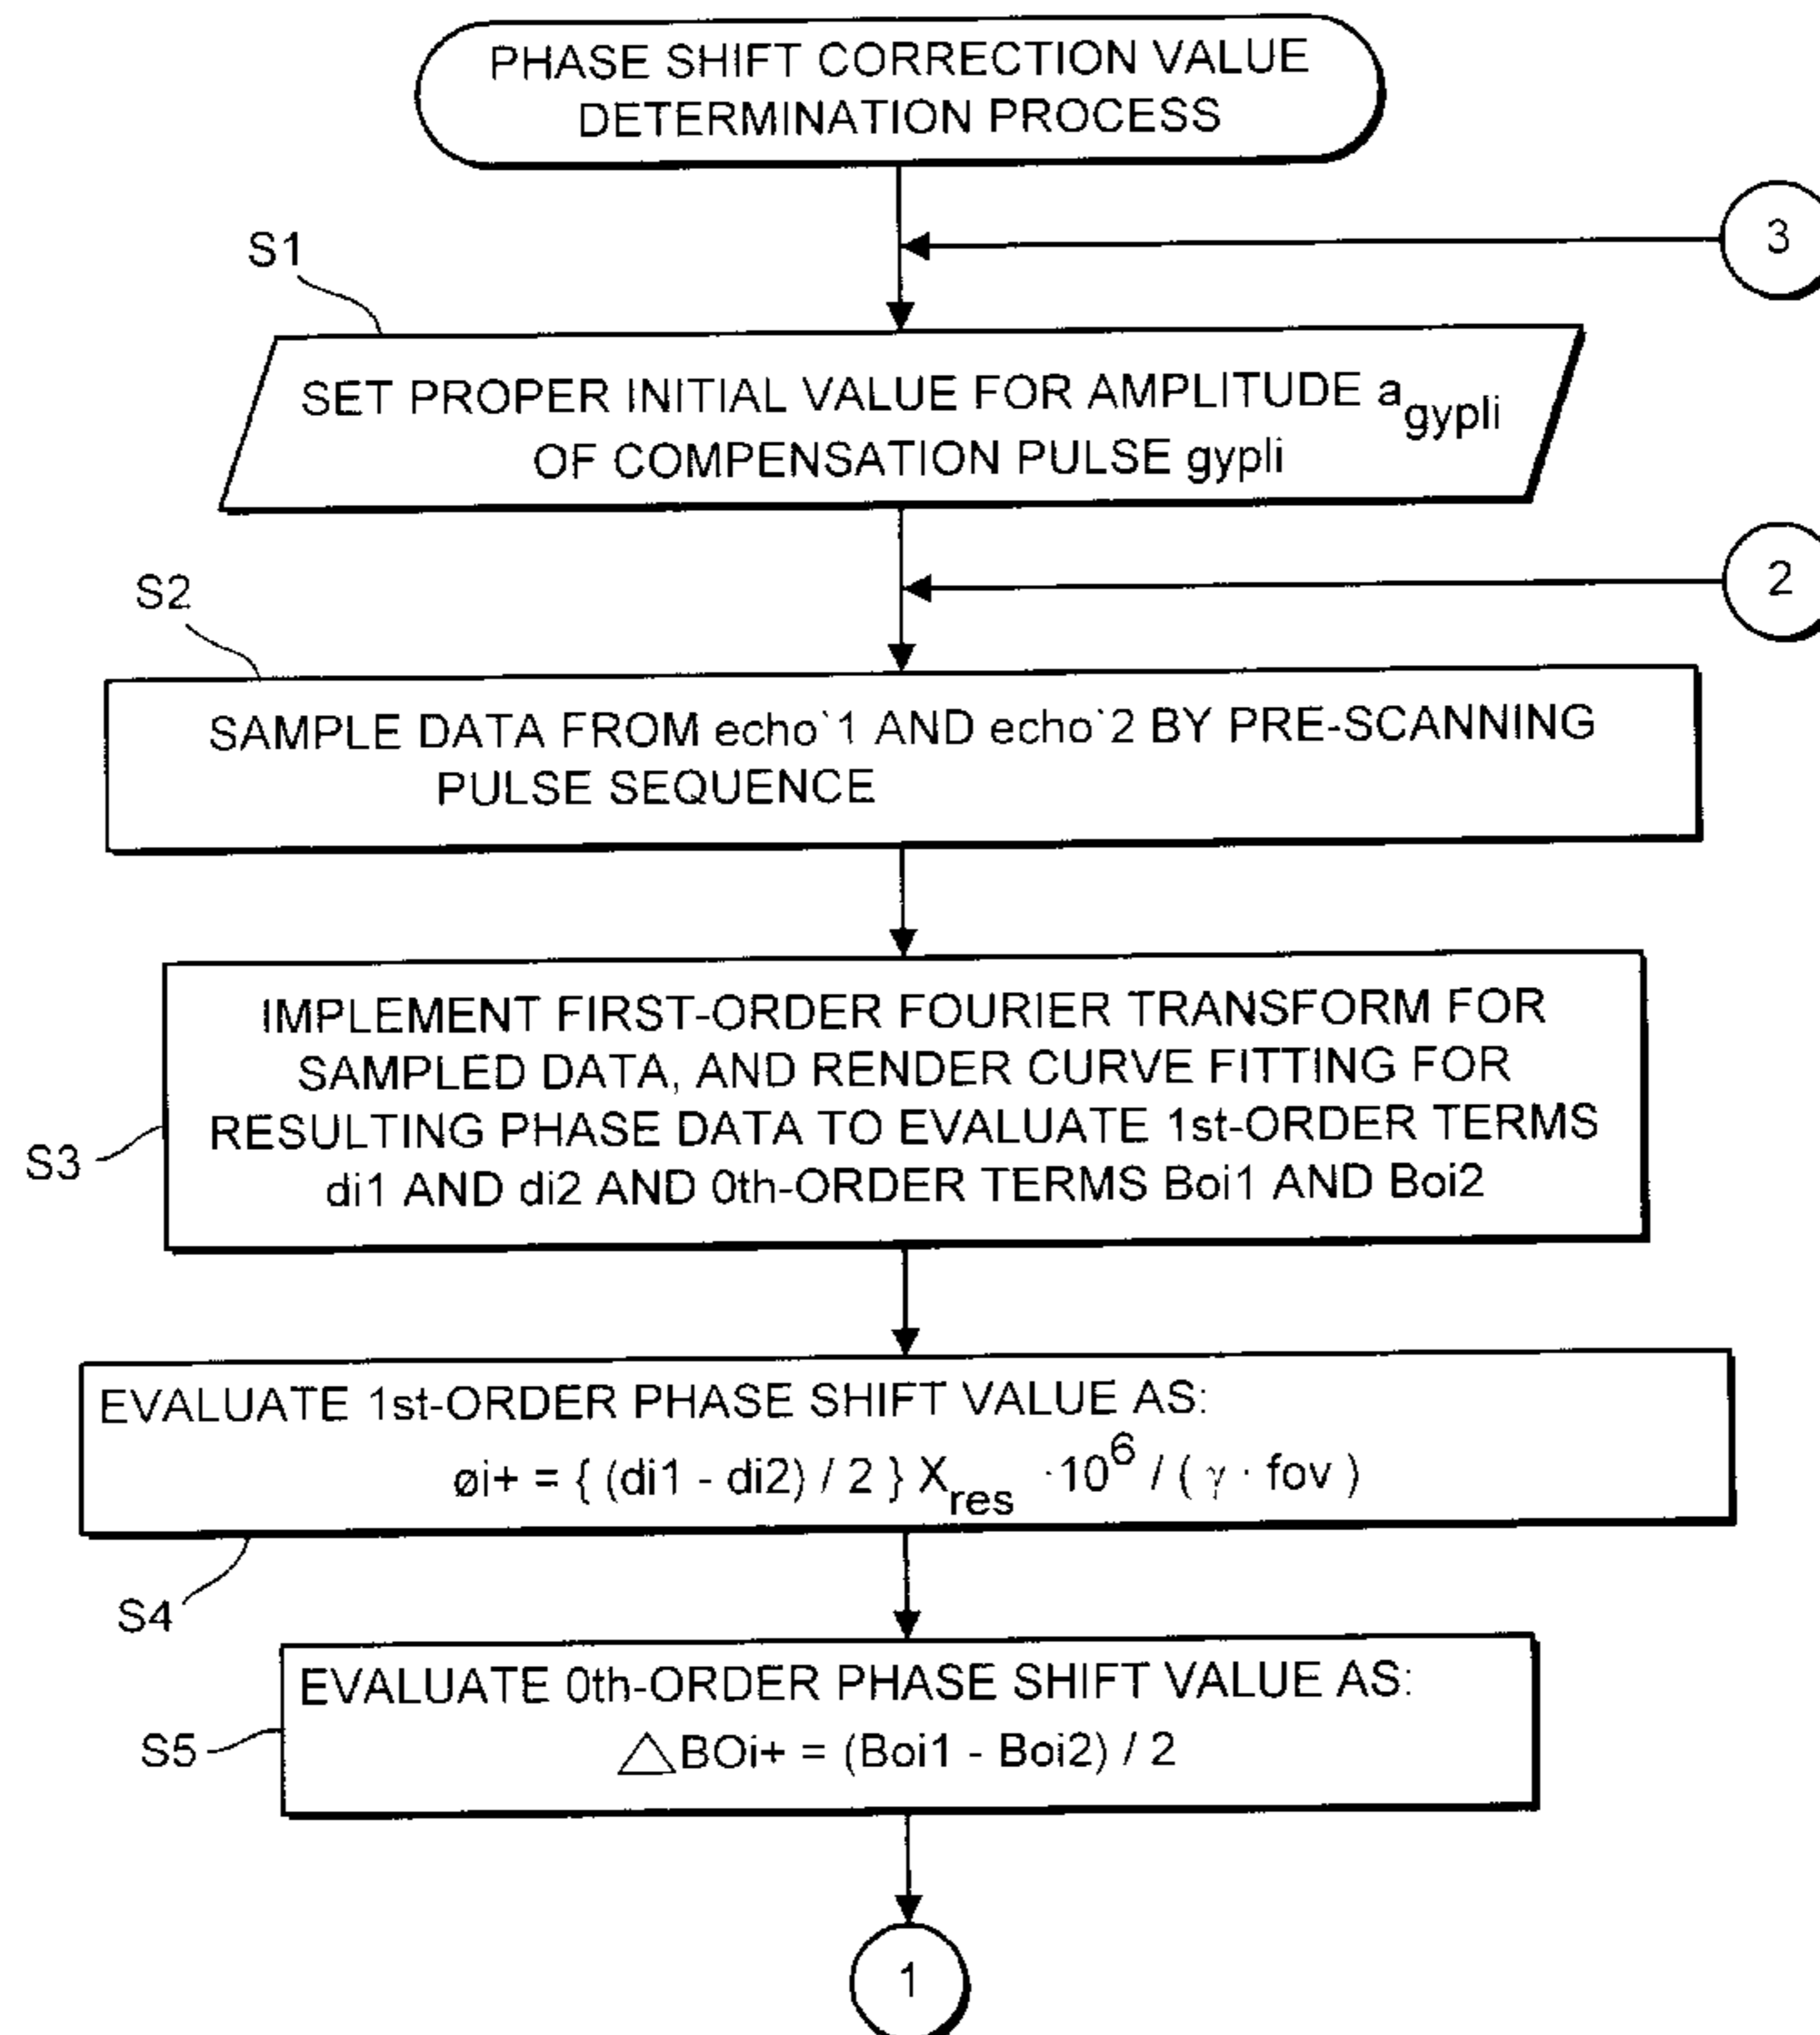 PHASE SHIFT CORRECTION VALUE
DETERMINATION PROCESS
3
S1
SET PROPER INITIAL VALUE FOR AMPLITUDE a_gypli
OF COMPENSATION PULSE gypli
2
S2
SAMPLE DATA FROM echo`1 AND echo`2 BY PRE-SCANNING
PULSE SEQUENCE
S3
IMPLEMENT FIRST-ORDER FOURIER TRANSFORM FOR
SAMPLED DATA, AND RENDER CURVE FITTING FOR
RESULTING PHASE DATA TO EVALUATE 1st-ORDER TERMS
di1 AND di2 AND 0th-ORDER TERMS Boi1 AND Boi2
EVALUATE 1st-ORDER PHASE SHIFT VALUE AS:
øi+ = { (di1 - di2) / 2 } X_res ·10^6 / ( γ · fov )
S4
EVALUATE 0th-ORDER PHASE SHIFT VALUE AS:
△BOi+ = (Boi1 - Boi2) / 2
S5
1